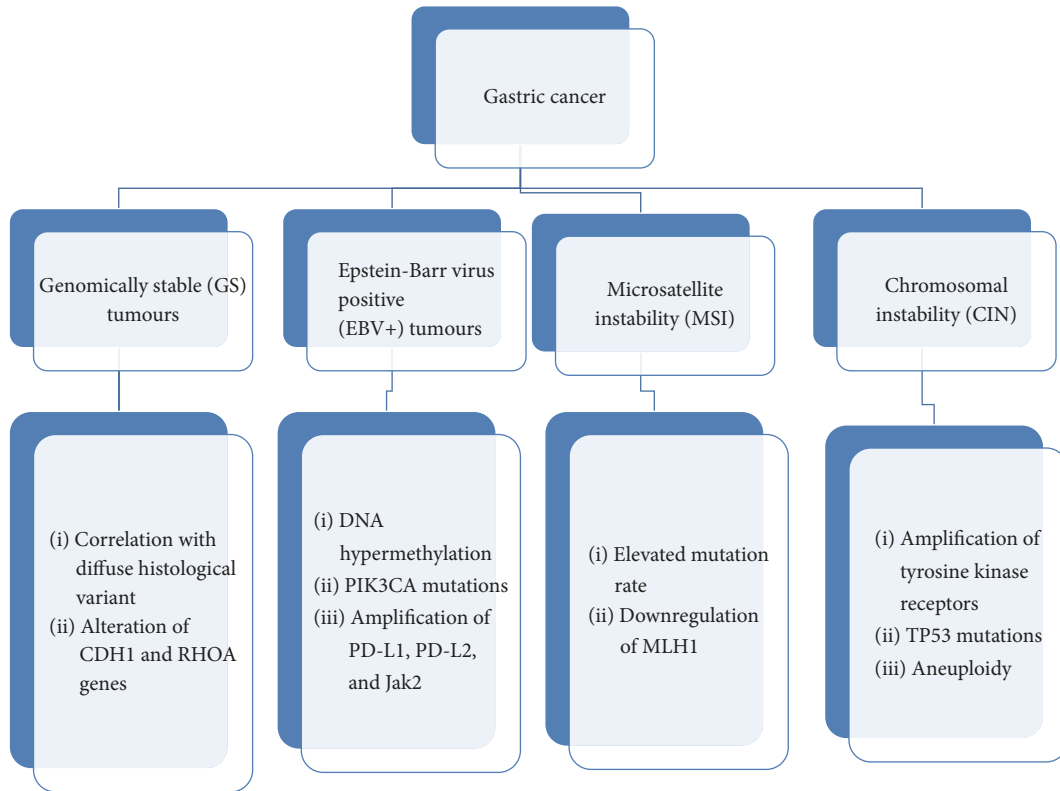 Gastric cancer
Genomically stable (GS)
tumours
Epstein-Barr virus
positive
(EBV+) tumours
Microsatellite
instability (MSI)
Chromosomal
instability (CIN)
(i) Correlation with
diffuse histological
variant
(ii) Alteration of
CDH1 and RHOA
genes
(i) DNA
hypermethylation
(ii) PIK3CA mutations
(iii) Amplification of
PD-L1, PD-L2,
and Jak2
(i) Elevated mutation
rate
(ii) Downregulation
of MLH1
(i) Amplification of
tyrosine kinase
receptors
(ii) TP53 mutations
(iii) Aneuploidy